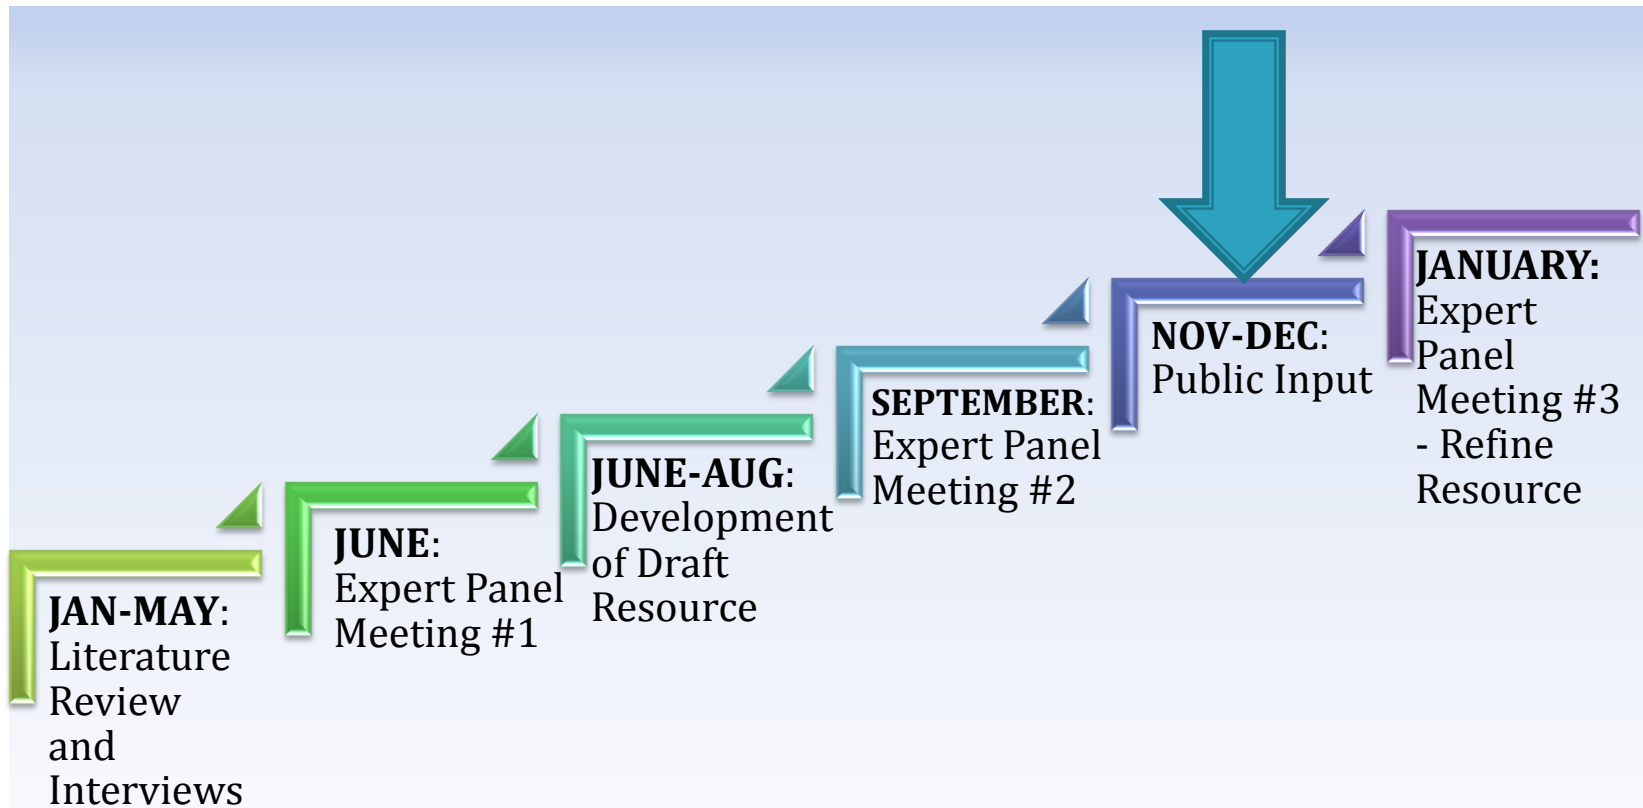 JAN-MAY:
Literature
Review
and
Interviews
JUNE:
Expert Panel
Meeting #1
JUNE-AUG:
Development
of Draft
Resource
SEPTEMBER:
Expert Panel
Meeting #2
NOV-DEC:
Public Input
JANUARY:
Expert
Panel
Meeting #3
- Refine
Resource